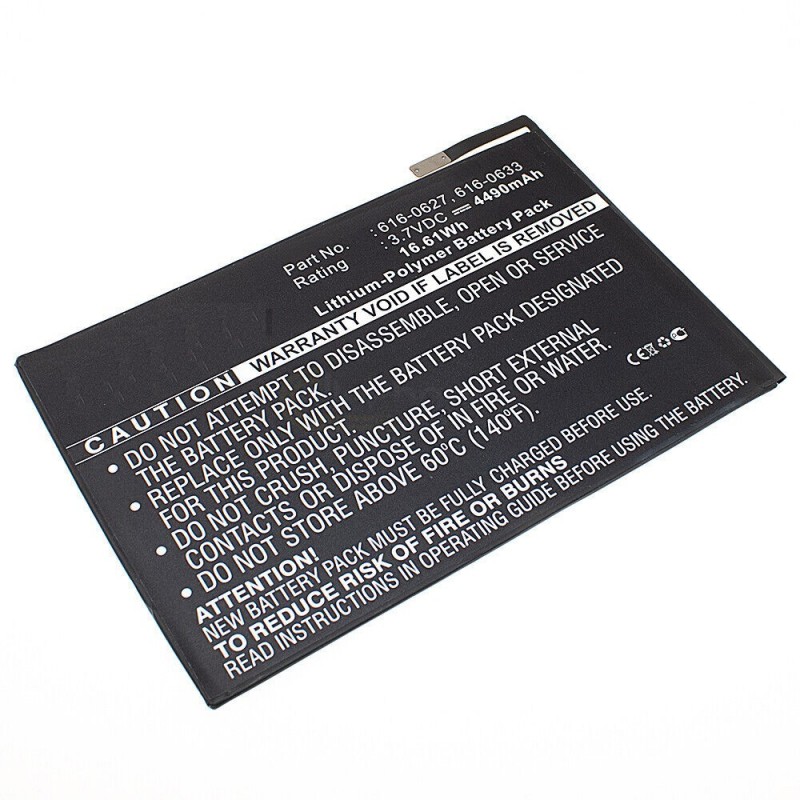 Part No. : 616-0627, 616-0633
Rating : 3.7VDC ⎓ 4490mAh
16.61Wh
Lithium-Polymer Battery Pack
WARRANTY VOID IF LABEL IS REMOVED
CAUTION
• DO NOT ATTEMPT TO DISASSEMBLE, OPEN OR SERVICE
THE BATTERY PACK.
• REPLACE ONLY WITH THE BATTERY PACK DESIGNATED
FOR THIS PRODUCT.
• DO NOT CRUSH, PUNCTURE, SHORT EXTERNAL
CONTACTS OR DISPOSE OF IN FIRE OR WATER.
• DO NOT STORE ABOVE 60°C (140°F).
ATTENTION!
NEW BATTERY PACK MUST BE FULLY CHARGED BEFORE USE.
TO REDUCE RISK OF FIRE OR BURNS
READ INSTRUCTIONS IN OPERATING GUIDE BEFORE USING THE BATTERY.
CE